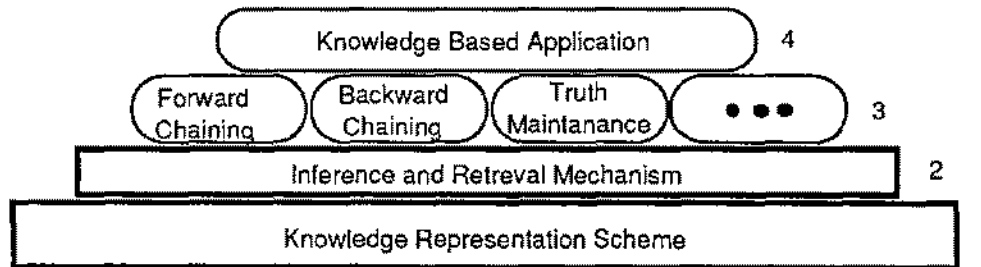 Knowledge Based Application 4
Forward Chaining
Backward Chaining
Truth Maintanance
••• 3
Inference and Retreval Mechanism 2
Knowledge Representation Scheme